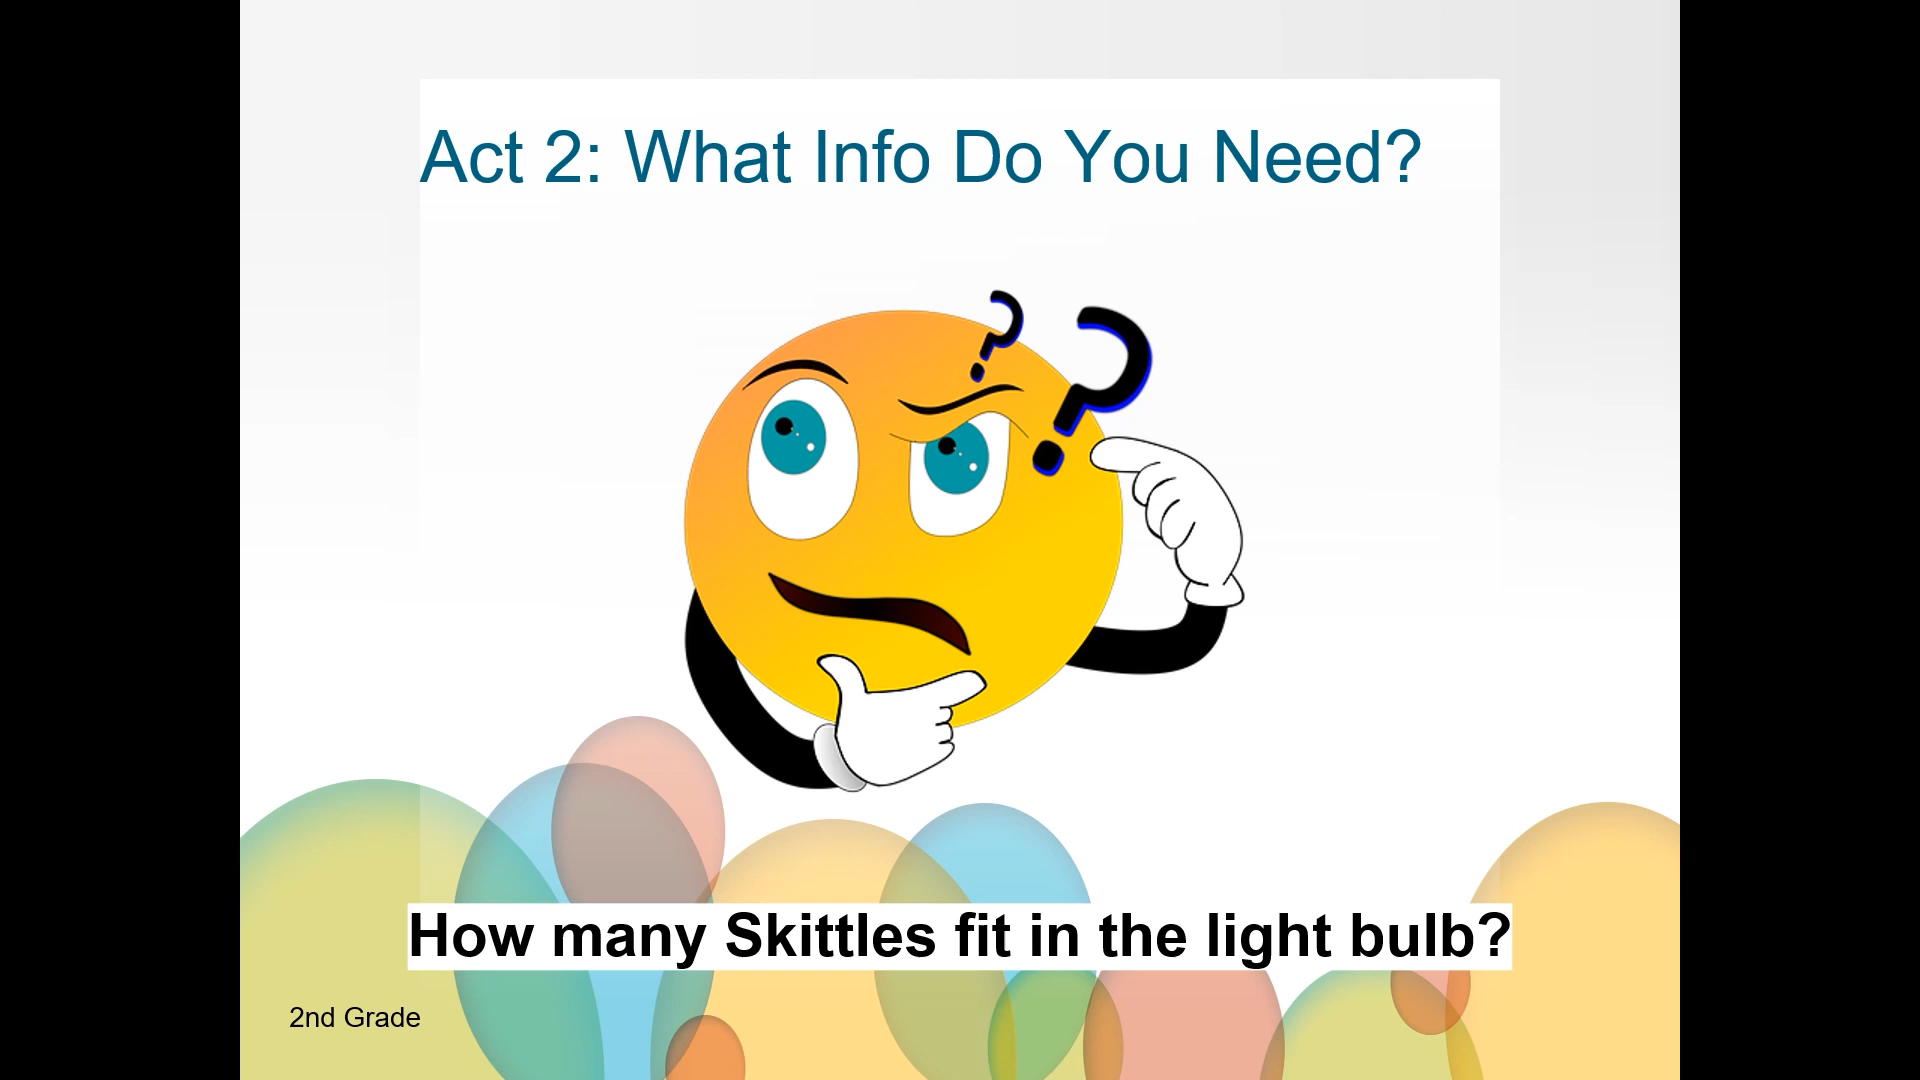 Act 2: What Info Do You Need?
? ?
How many Skittles fit in the light bulb?
2nd Grade